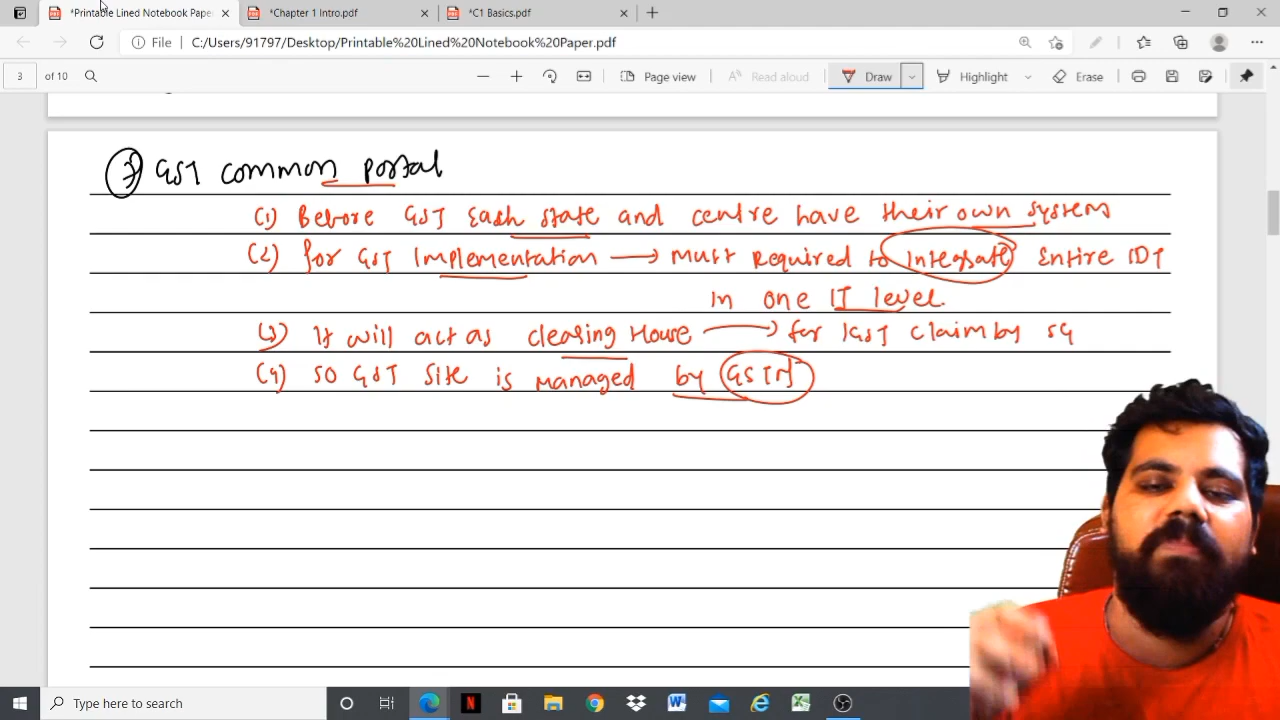 *Printable Lined Notebook Pape
*Chapter 1 Intro.pdf
*C1 Basics.pdf
File C:/Users/91797/Desktop/Printable%20Lined%20Notebook%20Paper.pdf
3 of 10
Page view
Read aloud
Draw
Highlight
Erase
7 GST common portal
(1) Before GST Each state and centre have their own systems
(2) for GST Implementation → must required to Integrate Entire IDT
in one IT level.
(3) It will act as clearing House → for IGST claim by SG
(4) SO GST site is managed by GSTN
Type here to search